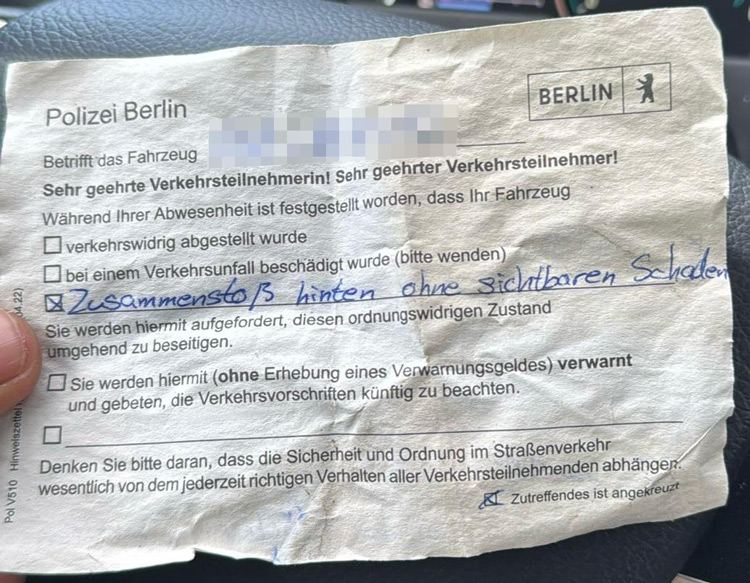 Polizei Berlin
BERLIN
Betrifft das Fahrzeug
Sehr geehrte Verkehrsteilnehmerin! Sehr geehrter Verkehrsteilnehmer!
Während Ihrer Abwesenheit ist festgestellt worden, dass Ihr Fahrzeug
☐ verkehrswidrig abgestellt wurde
☐ bei einem Verkehrsunfall beschädigt wurde (bitte wenden)
☒ Zusammenstoß hinten ohne sichtbaren Schaden
Sie werden hiermit aufgefordert, diesen ordnungswidrigen Zustand
umgehend zu beseitigen.
☐ Sie werden hiermit (ohne Erhebung eines Verwarnungsgeldes) verwarnt
und gebeten, die Verkehrsvorschriften künftig zu beachten.
☐
Denken Sie bitte daran, dass die Sicherheit und Ordnung im Straßenverkehr
wesentlich von dem jederzeit richtigen Verhalten aller Verkehrsteilnehmenden abhängen.
☒ Zutreffendes ist angekreuzt
Pol V510 Hinweiszettel